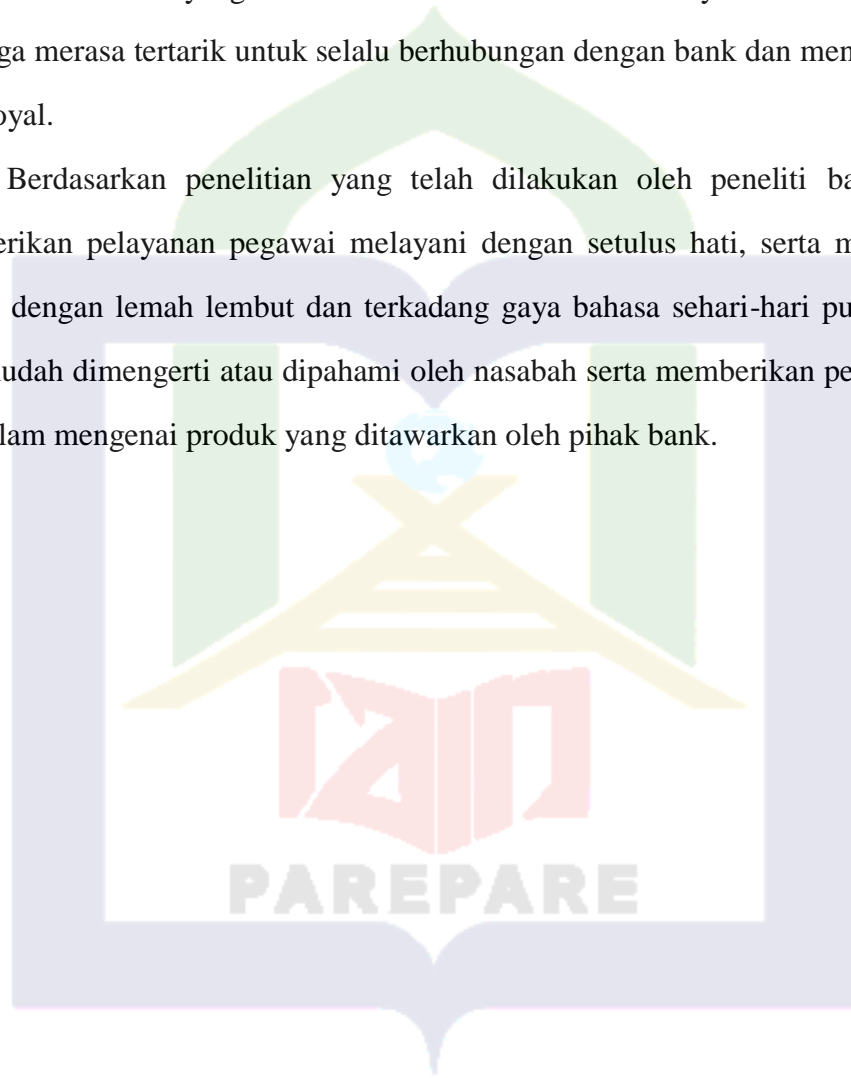 yang
ga merasa tertarik untuk selalu berhubungan dengan bank dan men
oyal.
Berdasarkan penelitian yang telah dilakukan oleh peneliti ba
erikan pelayanan pegawai melayani dengan setulus hati, serta m
dengan lemah lembut dan terkadang gaya bahasa sehari-hari pu
udah dimengerti atau dipahami oleh nasabah serta memberikan pe
lam mengenai produk yang ditawarkan oleh pihak bank.
PAREPARE